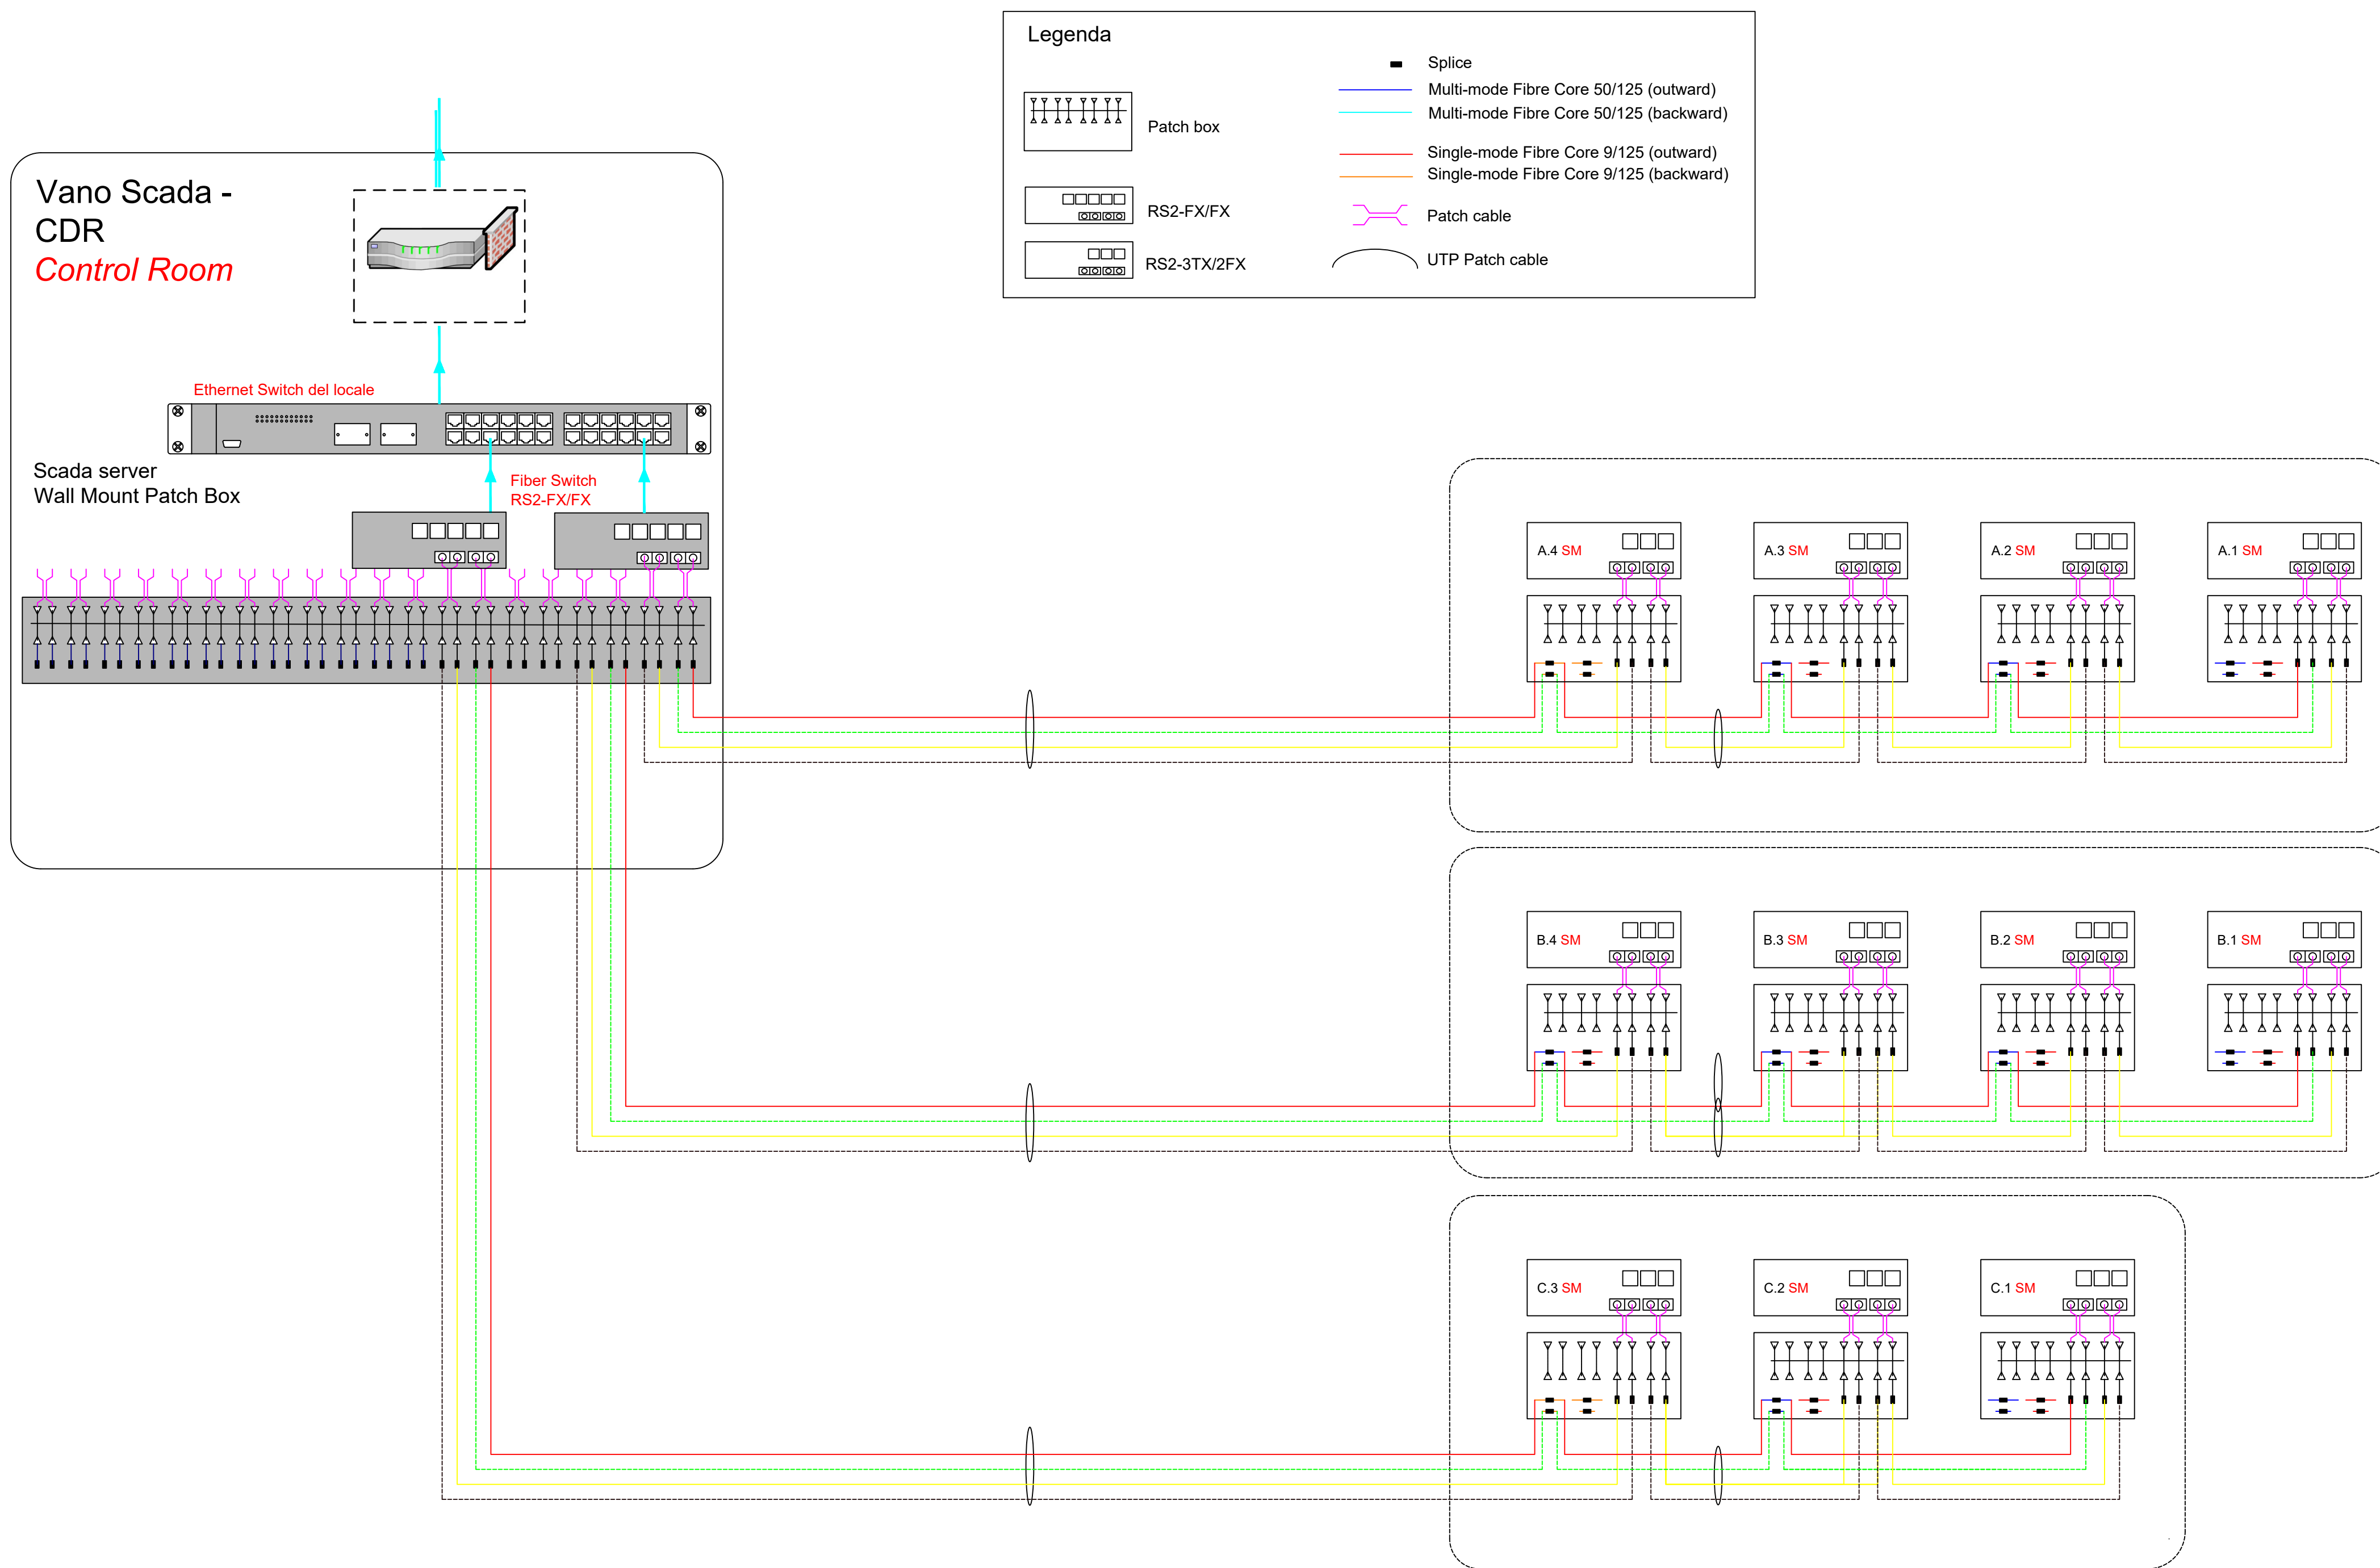 Legenda
Splice
Multi-mode Fibre Core 50/125 (outward)
Multi-mode Fibre Core 50/125 (backward)
Patch box
Single-mode Fibre Core 9/125 (outward)
Single-mode Fibre Core 9/125 (backward)
RS2-FX/FX
Patch cable
RS2-3TX/2FX
UTP Patch cable
Vano Scada -
CDR
Control Room
Ethernet Switch del locale
Scada server
Wall Mount Patch Box
Fiber Switch
RS2-FX/FX
A.4 SM
A.3 SM
A.2 SM
A.1 SM
B.4 SM
B.3 SM
B.2 SM
B.1 SM
C.3 SM
C.2 SM
C.1 SM